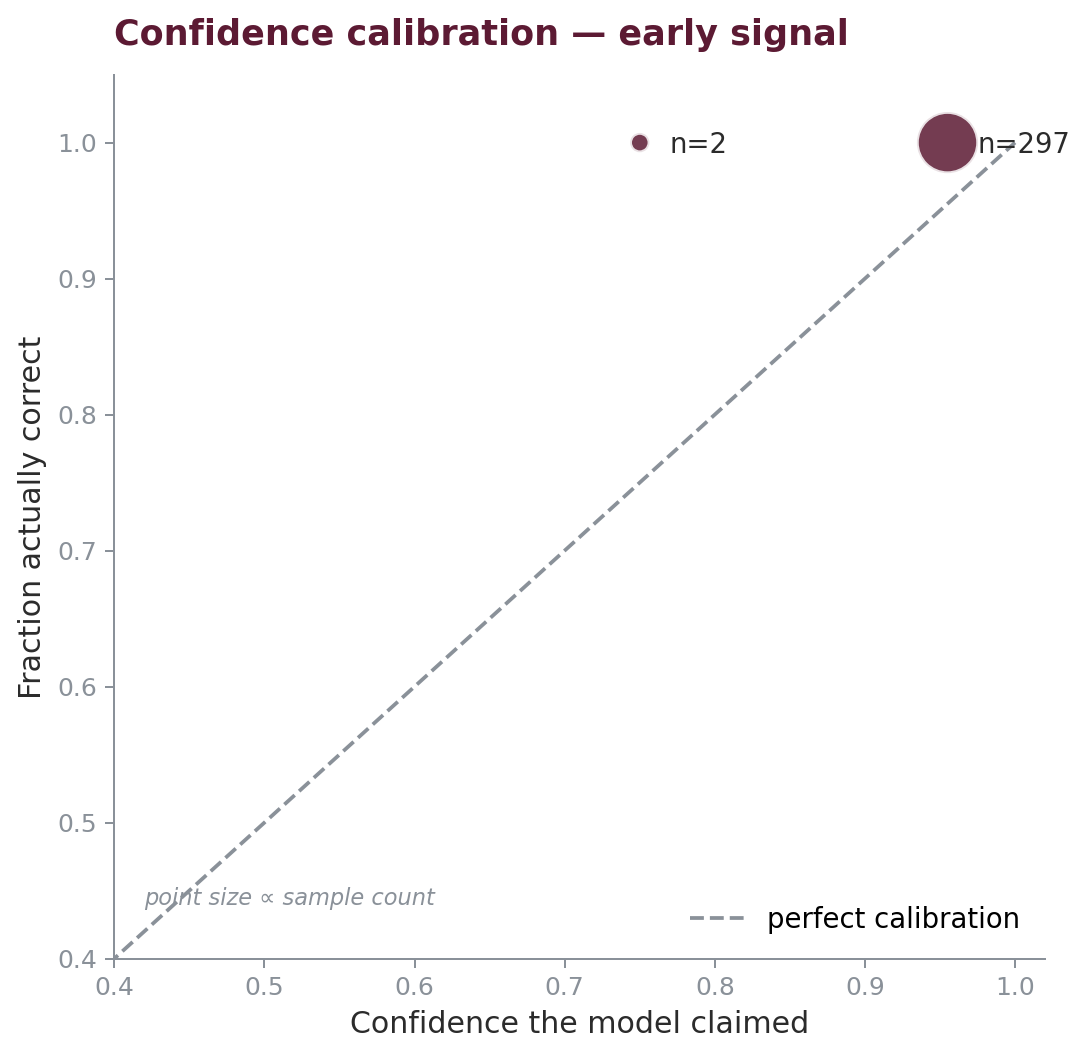 Confidence calibration — early signal
1.0
n=2
n=297
0.9
0.8
0.7
0.6
0.5
0.4
Fraction actually correct
point size ∝ sample count
perfect calibration
0.4 0.5 0.6 0.7 0.8 0.9 1.0
Confidence the model claimed